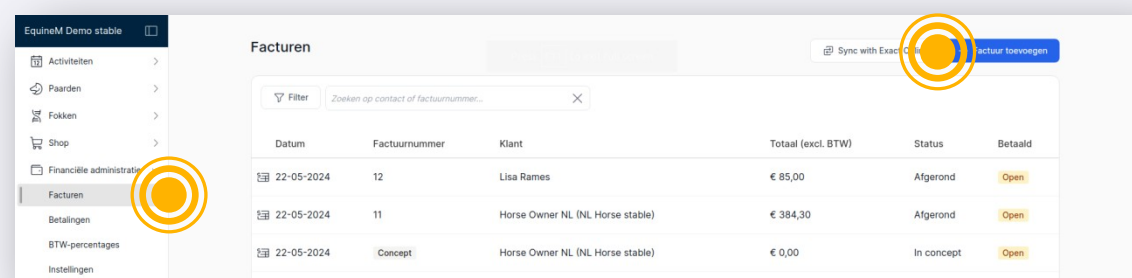 EquineM Demo stable
Activiteiten
Paarden
Fokken
Shop
Financiële administratie
Facturen
Betalingen
BTW-percentages
Instellingen
Facturen
Sync with Exact
Factuur toevoegen
Filter
Zoeken op contact of factuurnummer...
Datum Factuurnummer Klant Totaal (excl. BTW) Status Betaald
22-05-2024 12 Lisa Rames € 85,00 Afgerond Open
22-05-2024 11 Horse Owner NL (NL Horse stable) € 384,30 Afgerond Open
22-05-2024 Concept Horse Owner NL (NL Horse stable) € 0,00 In concept Open